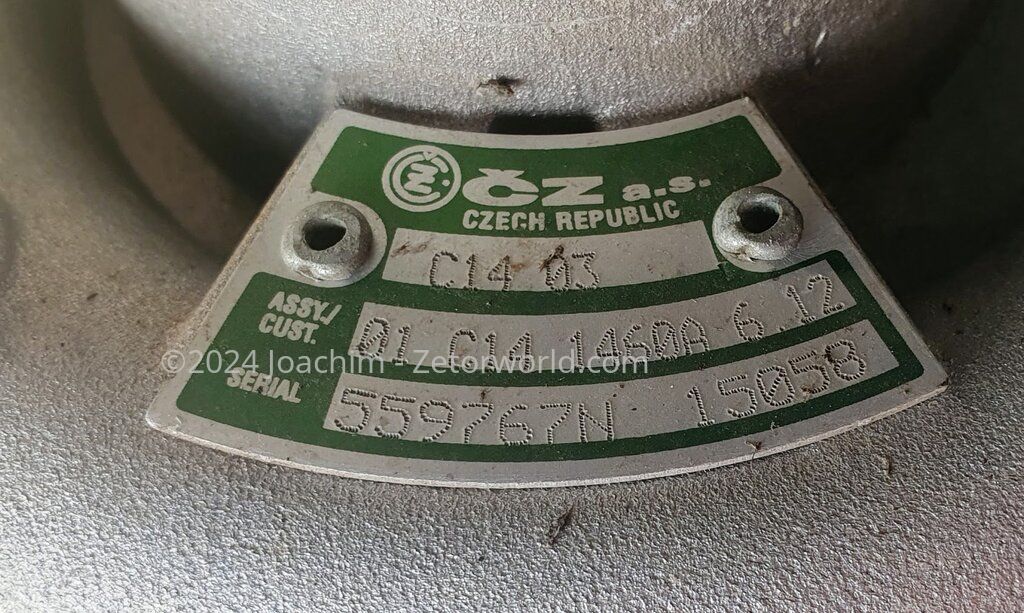 ČZ ČZ a.s.
CZECH REPUBLIC
C14 03
ASSY./
CUST.
01 C14 1460A 6.12
©2024 Joachim - Zetorworld.com
SERIAL
559767N 15058